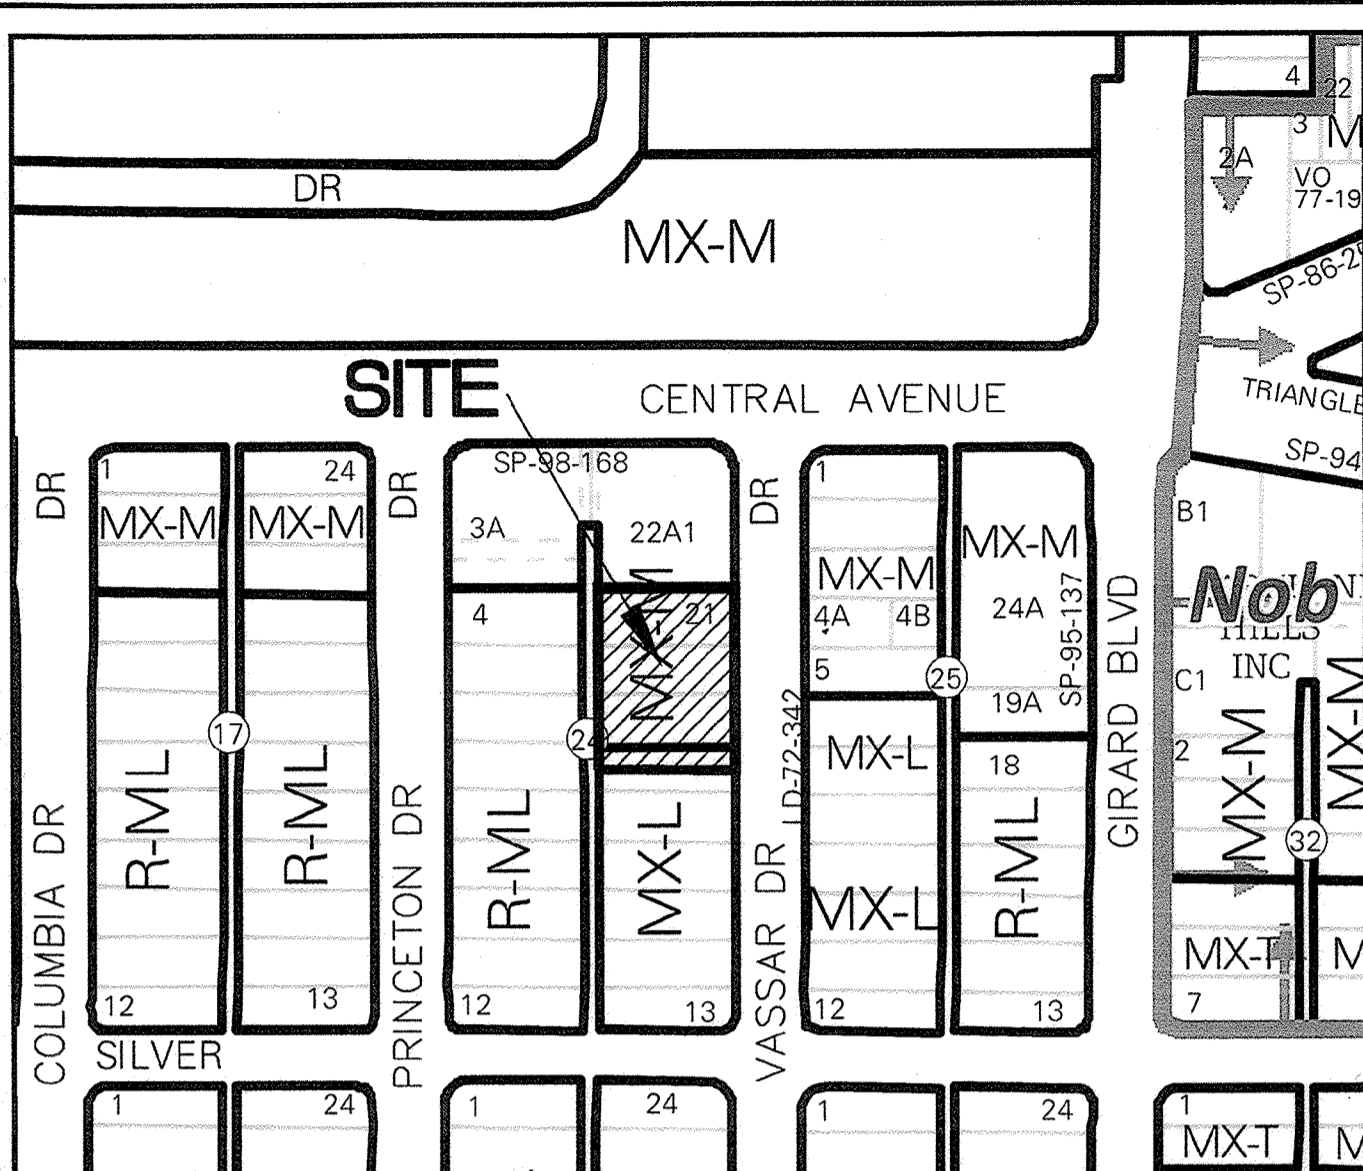 4
22
3
M
2A
VO
77-19
DR
MX-M
SP-86-2
SITE
CENTRAL AVENUE
TRIANGLE
SP-94
DR
1
24
DR
SP-98-168
DR
1
MX-M
MX-M
3A
22A1
MX-M
B1
MX-M
4A
4B
24A
SP-95-137
GIRARD BLVD
Nob
HILLS
INC
4
21
MX-M
5
25
19A
C1
17
24
LD-72-342
MX-L
18
2
MX-M
MX-M
R-ML
R-ML
R-ML
MX-L
MX-L
R-ML
32
COLUMBIA DR
PRINCETON DR
VASSAR DR
MX-T
M
12
13
12
13
12
13
7
SILVER
1
24
1
24
1
24
1
MX-T
M